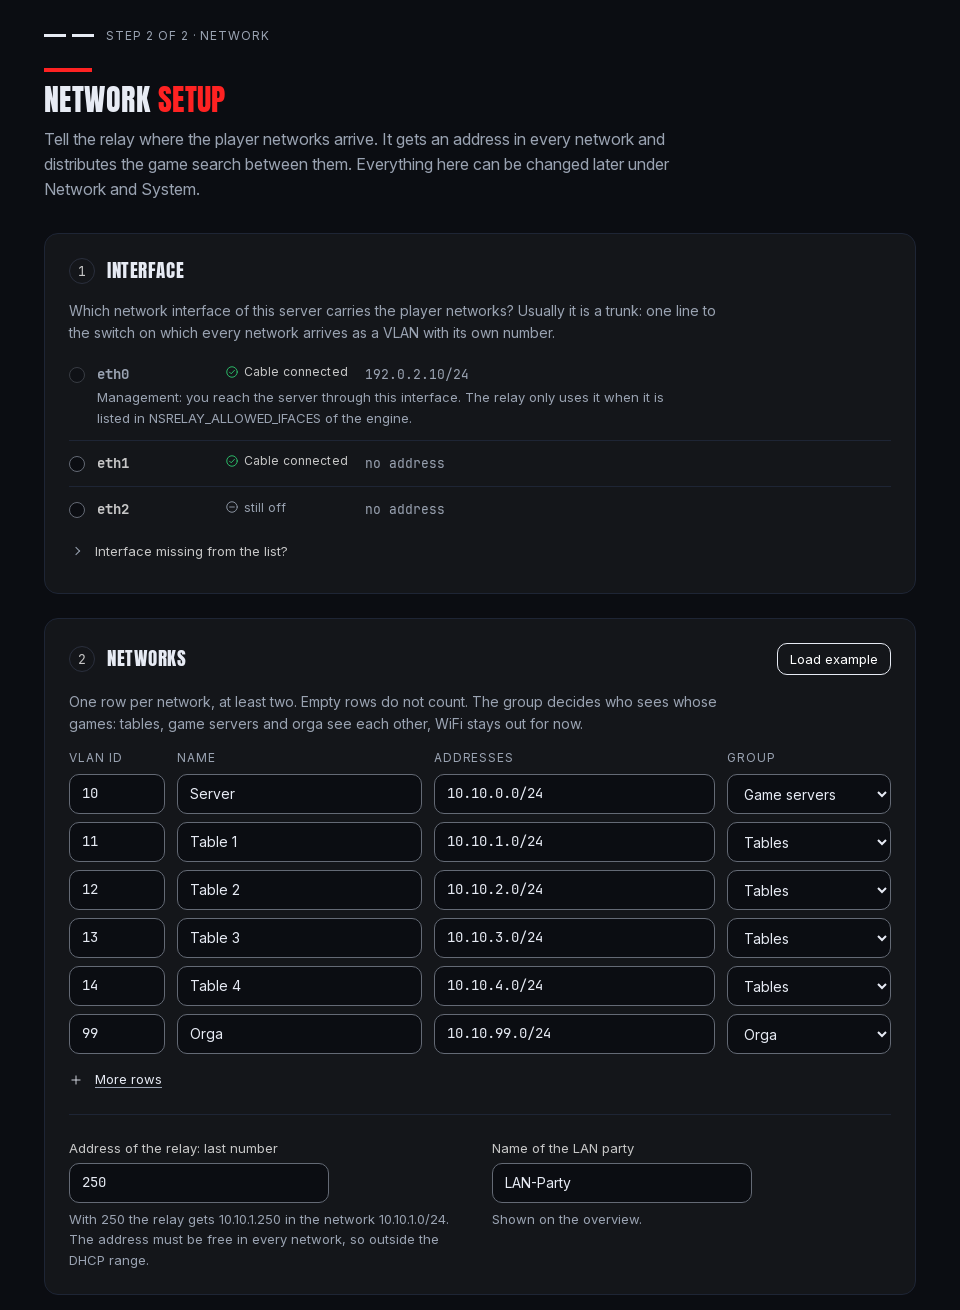 STEP 2 OF 2 · NETWORK
NETWORK SETUP
Tell the relay where the player networks arrive. It gets an address in every network and
distributes the game search between them. Everything here can be changed later under
Network and System.
1 INTERFACE
Which network interface of this server carries the player networks? Usually it is a trunk: one line to
the switch on which every network arrives as a VLAN with its own number.
eth0 Cable connected 192.0.2.10/24
Management: you reach the server through this interface. The relay only uses it when it is
listed in NSRELAY_ALLOWED_IFACES of the engine.
eth1 Cable connected no address
eth2 still off no address
Interface missing from the list?
2 NETWORKS Load example
One row per network, at least two. Empty rows do not count. The group decides who sees whose
games: tables, game servers and orga see each other, WiFi stays out for now.
VLAN ID NAME ADDRESSES GROUP
10 Server 10.10.0.0/24 Game servers
11 Table 1 10.10.1.0/24 Tables
12 Table 2 10.10.2.0/24 Tables
13 Table 3 10.10.3.0/24 Tables
14 Table 4 10.10.4.0/24 Tables
99 Orga 10.10.99.0/24 Orga
+ More rows
Address of the relay: last number Name of the LAN party
250 LAN-Party
With 250 the relay gets 10.10.1.250 in the network 10.10.1.0/24. Shown on the overview.
The address must be free in every network, so outside the
DHCP range.